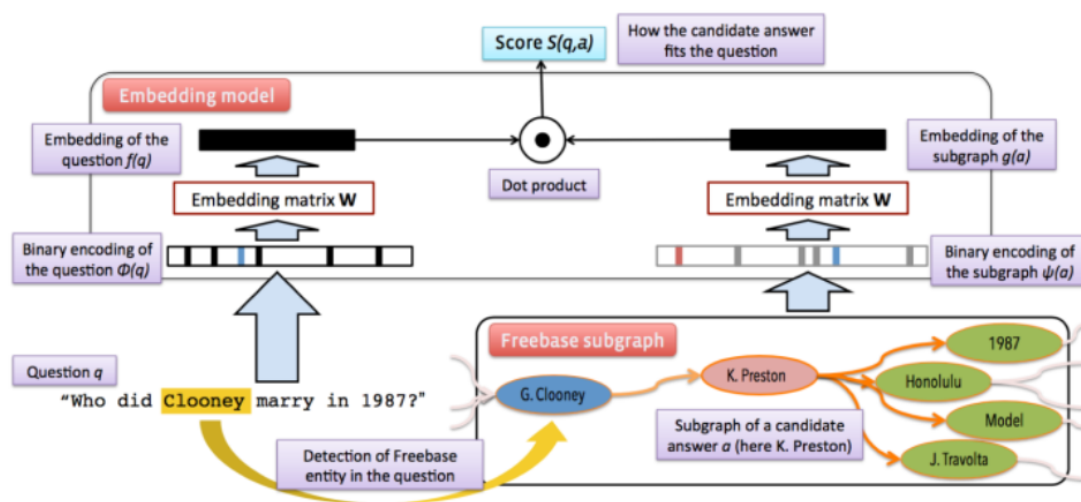 Score S(q,a)
How the candidate answer
fits the question
Embedding model
Embedding of the
question f(q)
Embedding of the
subgraph g(a)
Dot product
Embedding matrix W
Embedding matrix W
Binary encoding of
the question Φ(q)
Binary encoding of
the subgraph ψ(a)
Freebase subgraph
Question q
“Who did Clooney marry in 1987?”
G. Clooney
K. Preston
1987
Honolulu
Model
J. Travolta
Subgraph of a candidate
answer a (here K. Preston)
Detection of Freebase
entity in the question